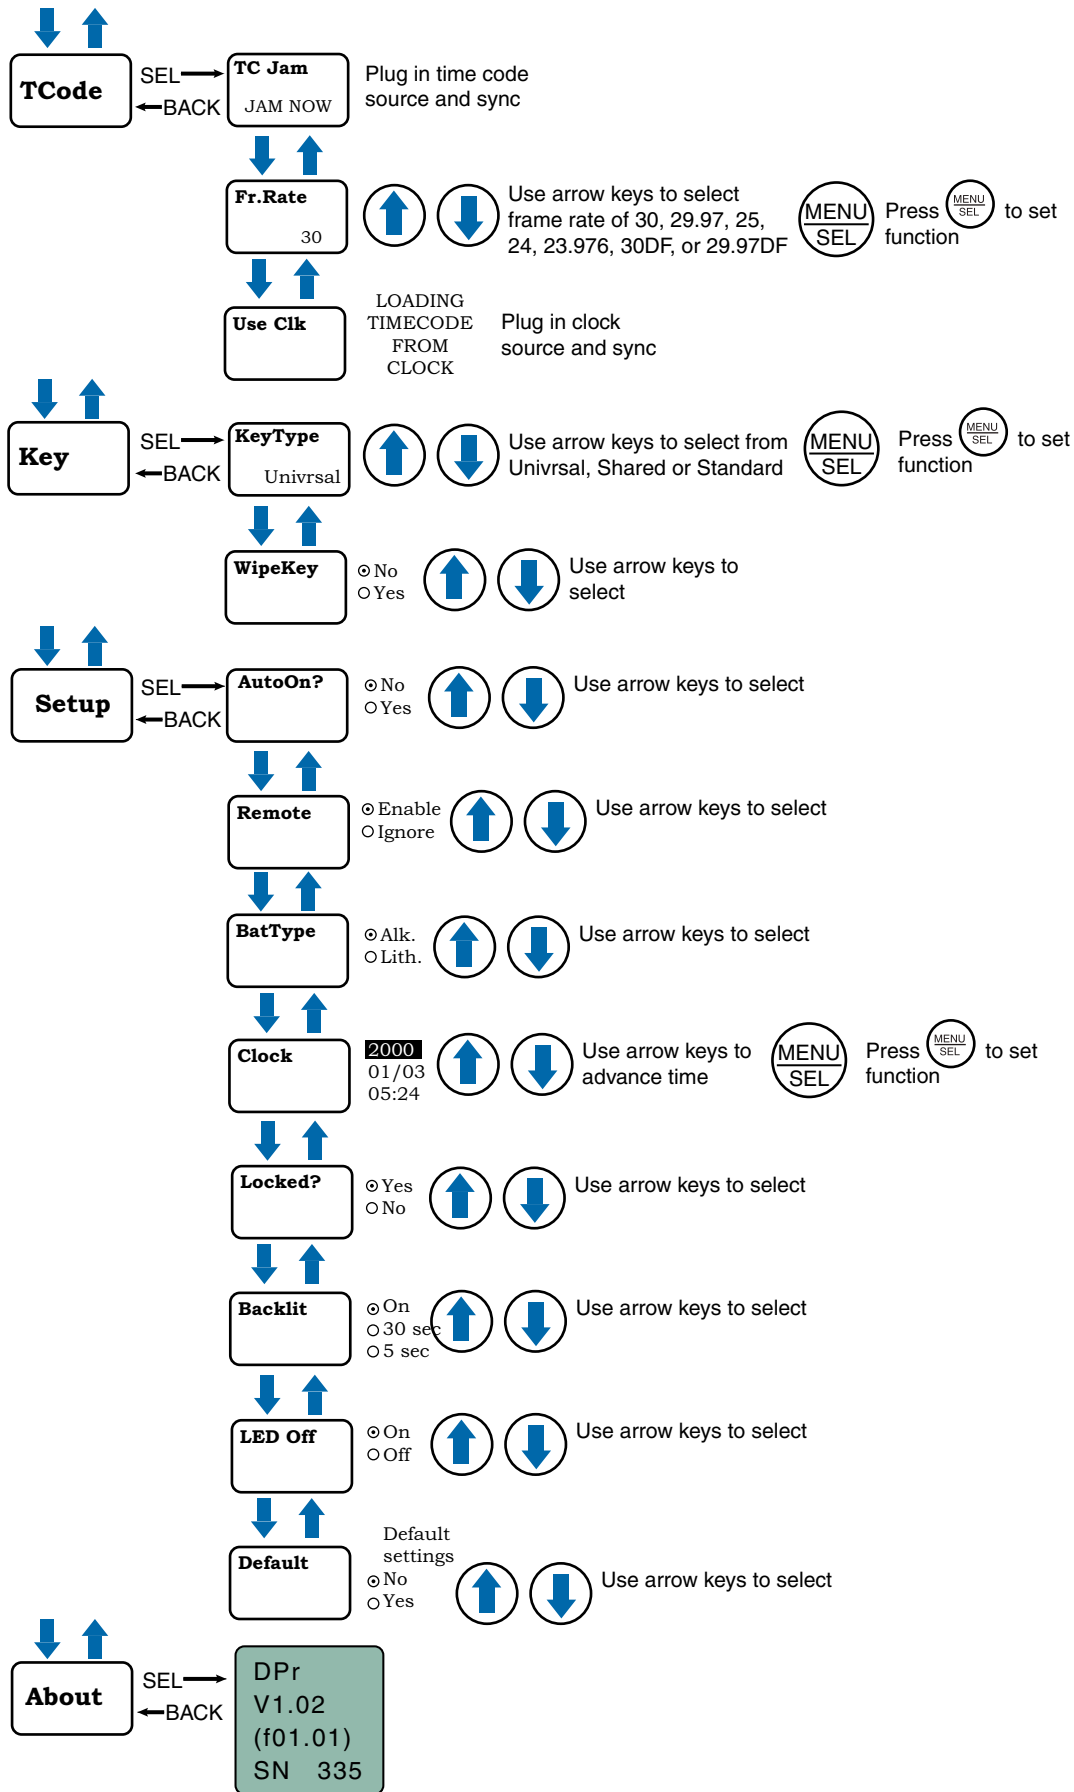 TCode
SEL
BACK
TC Jam
JAM NOW
Plug in time code
source and sync
Fr.Rate
30
Use arrow keys to select
frame rate of 30, 29.97, 25,
24, 23.976, 30DF, or 29.97DF
MENU
SEL
Press MENU SEL to set
function
Use Clk
LOADING
TIMECODE
FROM
CLOCK
Plug in clock
source and sync
Key
SEL
BACK
KeyType
Univrsal
Use arrow keys to select from
Univrsal, Shared or Standard
MENU
SEL
Press MENU SEL to set
function
WipeKey
No
Yes
Use arrow keys to
select
Setup
SEL
BACK
AutoOn?
No
Yes
Use arrow keys to select
Remote
Enable
Ignore
Use arrow keys to select
BatType
Alk.
Lith.
Use arrow keys to select
Clock
2000
01/03
05:24
Use arrow keys to
advance time
MENU
SEL
Press MENU SEL to set
function
Locked?
Yes
No
Use arrow keys to select
Backlit
On
30 sec
5 sec
Use arrow keys to select
LED Off
On
Off
Use arrow keys to select
Default
Default
settings
No
Yes
Use arrow keys to select
About
SEL
BACK
DPr
V1.02
(f01.01)
SN 335